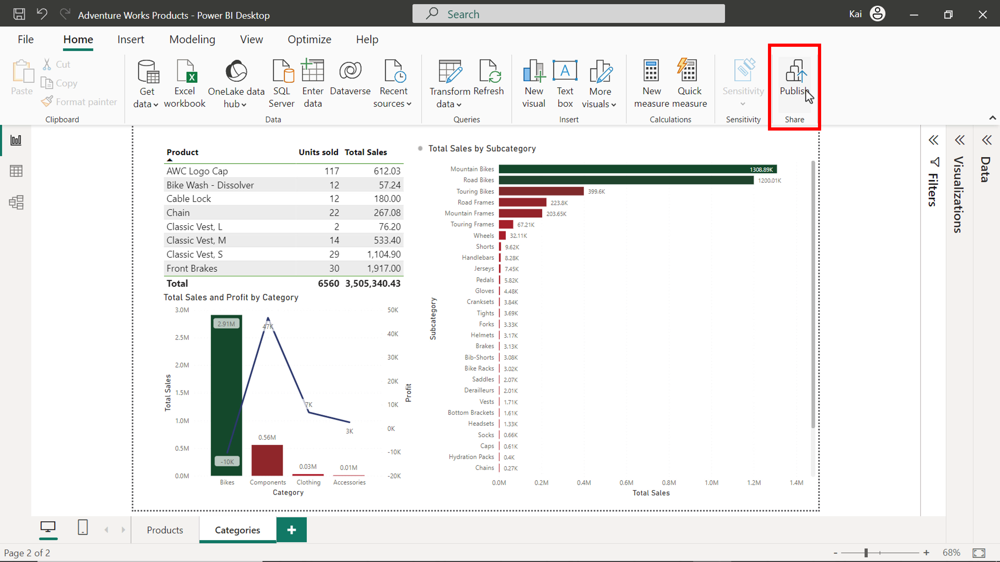 Adventure Works Products - Power BI Desktop
Search
Kai
File Home Insert Modeling View Optimize Help
Paste
Cut
Copy
Format painter
Clipboard
Get data
Excel workbook
OneLake data hub
SQL Server
Enter data
Dataverse
Recent sources
Data
Transform data
Refresh
Queries
New visual
A
Text box
More visuals
Insert
New measure
Quick measure
Calculations
Sensitivity
Sensitivity
Publish
Share
Product Units sold Total Sales
AWC Logo Cap 117 612.03
Bike Wash - Dissolver 12 57.24
Cable Lock 12 180.00
Chain 22 267.08
Classic Vest, L 2 76.20
Classic Vest, M 14 533.40
Classic Vest, S 29 1,104.90
Front Brakes 30 1,917.00
Total 6560 3,505,340.43
Total Sales and Profit by Category
3.0M
2.5M
2.0M
1.5M
1.0M
0.5M
0.0M
Total Sales
2.91M
-10K
47K
0.56M
7K
0.03M
3K
0.01M
50K
40K
30K
20K
10K
0K
-10K
-20K
Profit
Bikes Components Clothing Accessories
Category
Total Sales by Subcategory
Subcategory
Mountain Bikes 1308.89K
Road Bikes 1200.01K
Touring Bikes 399.6K
Road Frames 223.8K
Mountain Frames 203.65K
Touring Frames 67.21K
Wheels 32.11K
Shorts 9.62K
Handlebars 8.28K
Jerseys 7.45K
Pedals 5.82K
Gloves 4.48K
Cranksets 3.84K
Tights 3.69K
Forks 3.33K
Helmets 3.17K
Brakes 3.13K
Bib-Shorts 3.08K
Bike Racks 3.02K
Saddles 2.07K
Derailleurs 2.01K
Vests 1.71K
Bottom Brackets 1.61K
Headsets 1.33K
Socks 0.66K
Caps 0.61K
Hydration Packs 0.4K
Chains 0.27K
0.0M 0.2M 0.4M 0.6M 0.8M 1.0M 1.2M 1.4M
Total Sales
Filters
Visualizations
Data
Products
Categories
Page 2 of 2
- + 68%